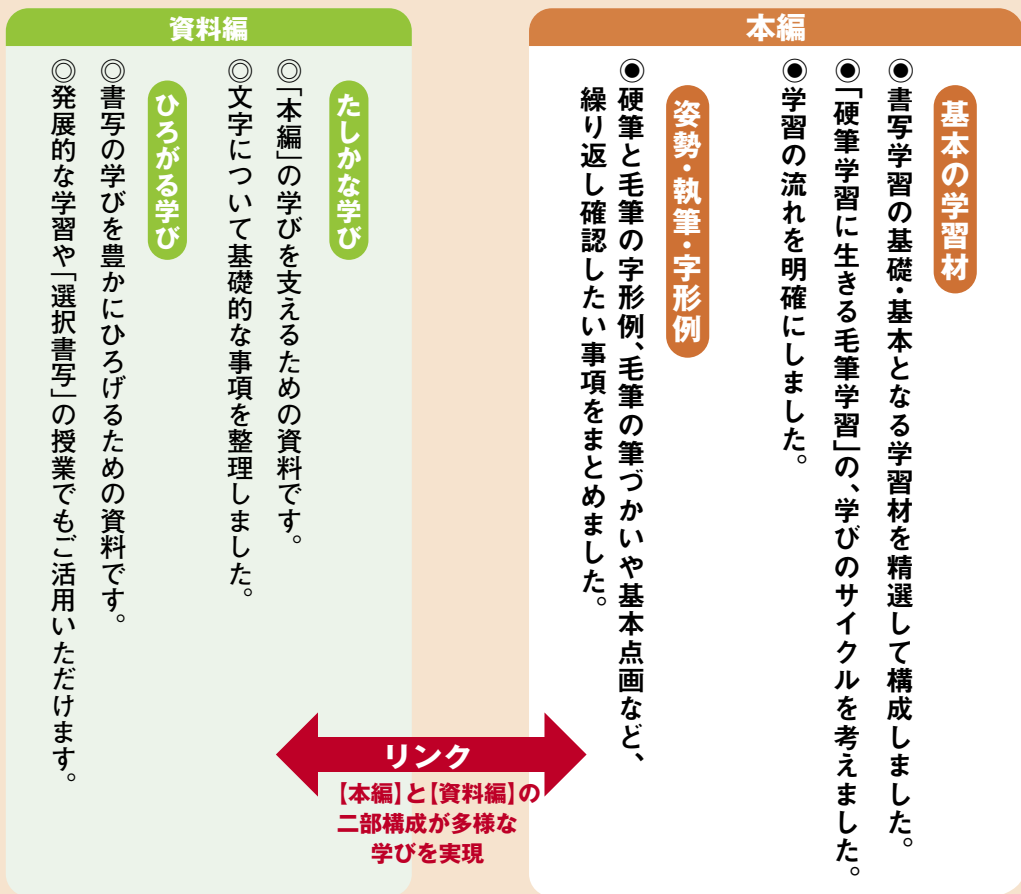 本編
基本の学習材
◉書写学習の基礎・基本となる学習材を精選して構成しました。
◉「硬筆学習に生きる毛筆学習」の、学びのサイクルを考えました。
◉学習の流れを明確にしました。
姿勢・執筆・字形例
◉硬筆と毛筆の字形例、毛筆の筆づかいや基本点画など、
繰り返し確認したい事項をまとめました。
リンク
【本編】と【資料編】の
二部構成が多様な
学びを実現
資料編
たしかな学び
◎「本編」の学びを支えるための資料です。
◎文字について基礎的な事項を整理しました。
ひろがる学び
◎書写の学びを豊かにひろげるための資料です。
◎発展的な学習や「選択書写」の授業でもご活用いただけます。